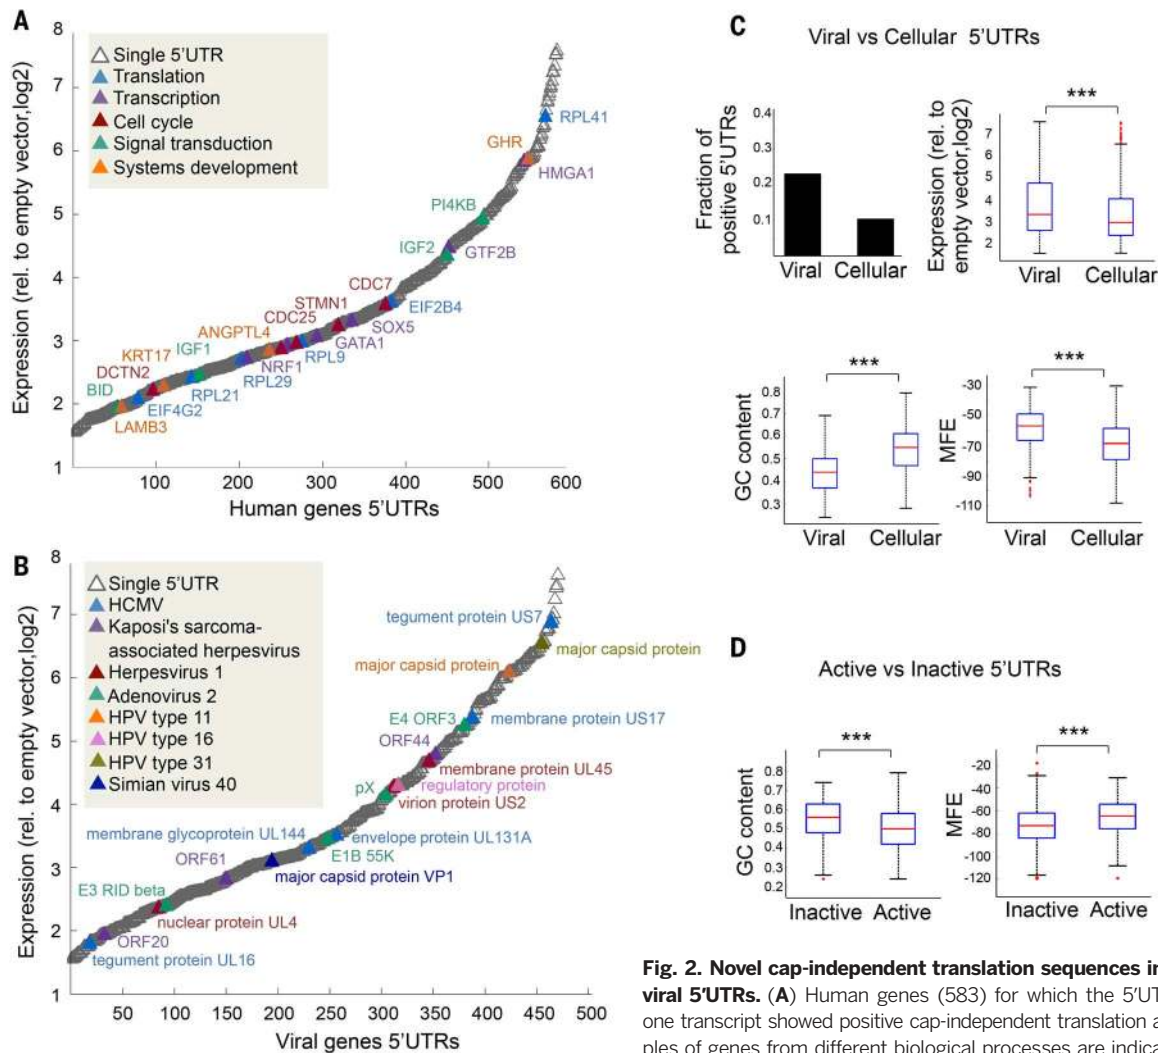 A
Expression (rel. to empty vector,log2)
8
7
6
5
4
3
2
1
Single 5'UTR
Translation
Transcription
Cell cycle
Signal transduction
Systems development
RPL41
GHR
HMGA1
PI4KB
IGF2
GTF2B
CDC7
STMN1
EIF2B4
CDC25
SOX5
ANGPTL4
GATA1
IGF1
RPL9
KRT17
NRF1
DCTN2
RPL29
BID
RPL21
EIF4G2
LAMB3
100 200 300 400 500 600
Human genes 5'UTRs
B
Expression (rel. to empty vector,log2)
8
7
6
5
4
3
2
1
Single 5'UTR
HCMV
Kaposi's sarcoma-
associated herpesvirus
Herpesvirus 1
Adenovirus 2
HPV type 11
HPV type 16
HPV type 31
Simian virus 40
tegument protein US7
major capsid protein
major capsid protein
E4 ORF3
membrane protein US17
ORF44
membrane protein UL45
pX
regulatory protein
virion protein US2
membrane glycoprotein UL144
envelope protein UL131A
E1B 55K
ORF61
major capsid protein VP1
E3 RID beta
nuclear protein UL4
ORF20
tegument protein UL16
50 100 150 200 250 300 350 400 450 500
Viral genes 5'UTRs
C
Viral vs Cellular 5'UTRs
Fraction of
positive 5'UTRs
0.4
0.3
0.2
0.1
Viral Cellular
Expression (rel. to
empty vector,log2)
7
6
5
4
3
2
***
Viral Cellular
GC content
0.8
0.7
0.6
0.5
0.4
0.3
***
Viral Cellular
MFE
-30
-50
-70
-90
-110
***
Viral Cellular
D
Active vs Inactive 5'UTRs
GC content
0.8
0.7
0.6
0.5
0.4
0.3
0.2
***
Inactive Active
MFE
-20
-40
-60
-80
-100
-120
***
Inactive Active
Fig. 2. Novel cap-independent translation sequences in
viral 5'UTRs. (A) Human genes (583) for which the 5'UT
one transcript showed positive cap-independent translation a
ples of genes from different biological processes are indica